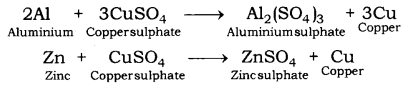 2Al + 3CuSO₄ ⟶ Al₂(SO₄)₃ + 3Cu
Aluminium Coppersulphate Aluminiumsulphate Copper
Zn + CuSO₄ ⟶ ZnSO₄ + Cu
Zinc Coppersulphate Zincsulphate Copper